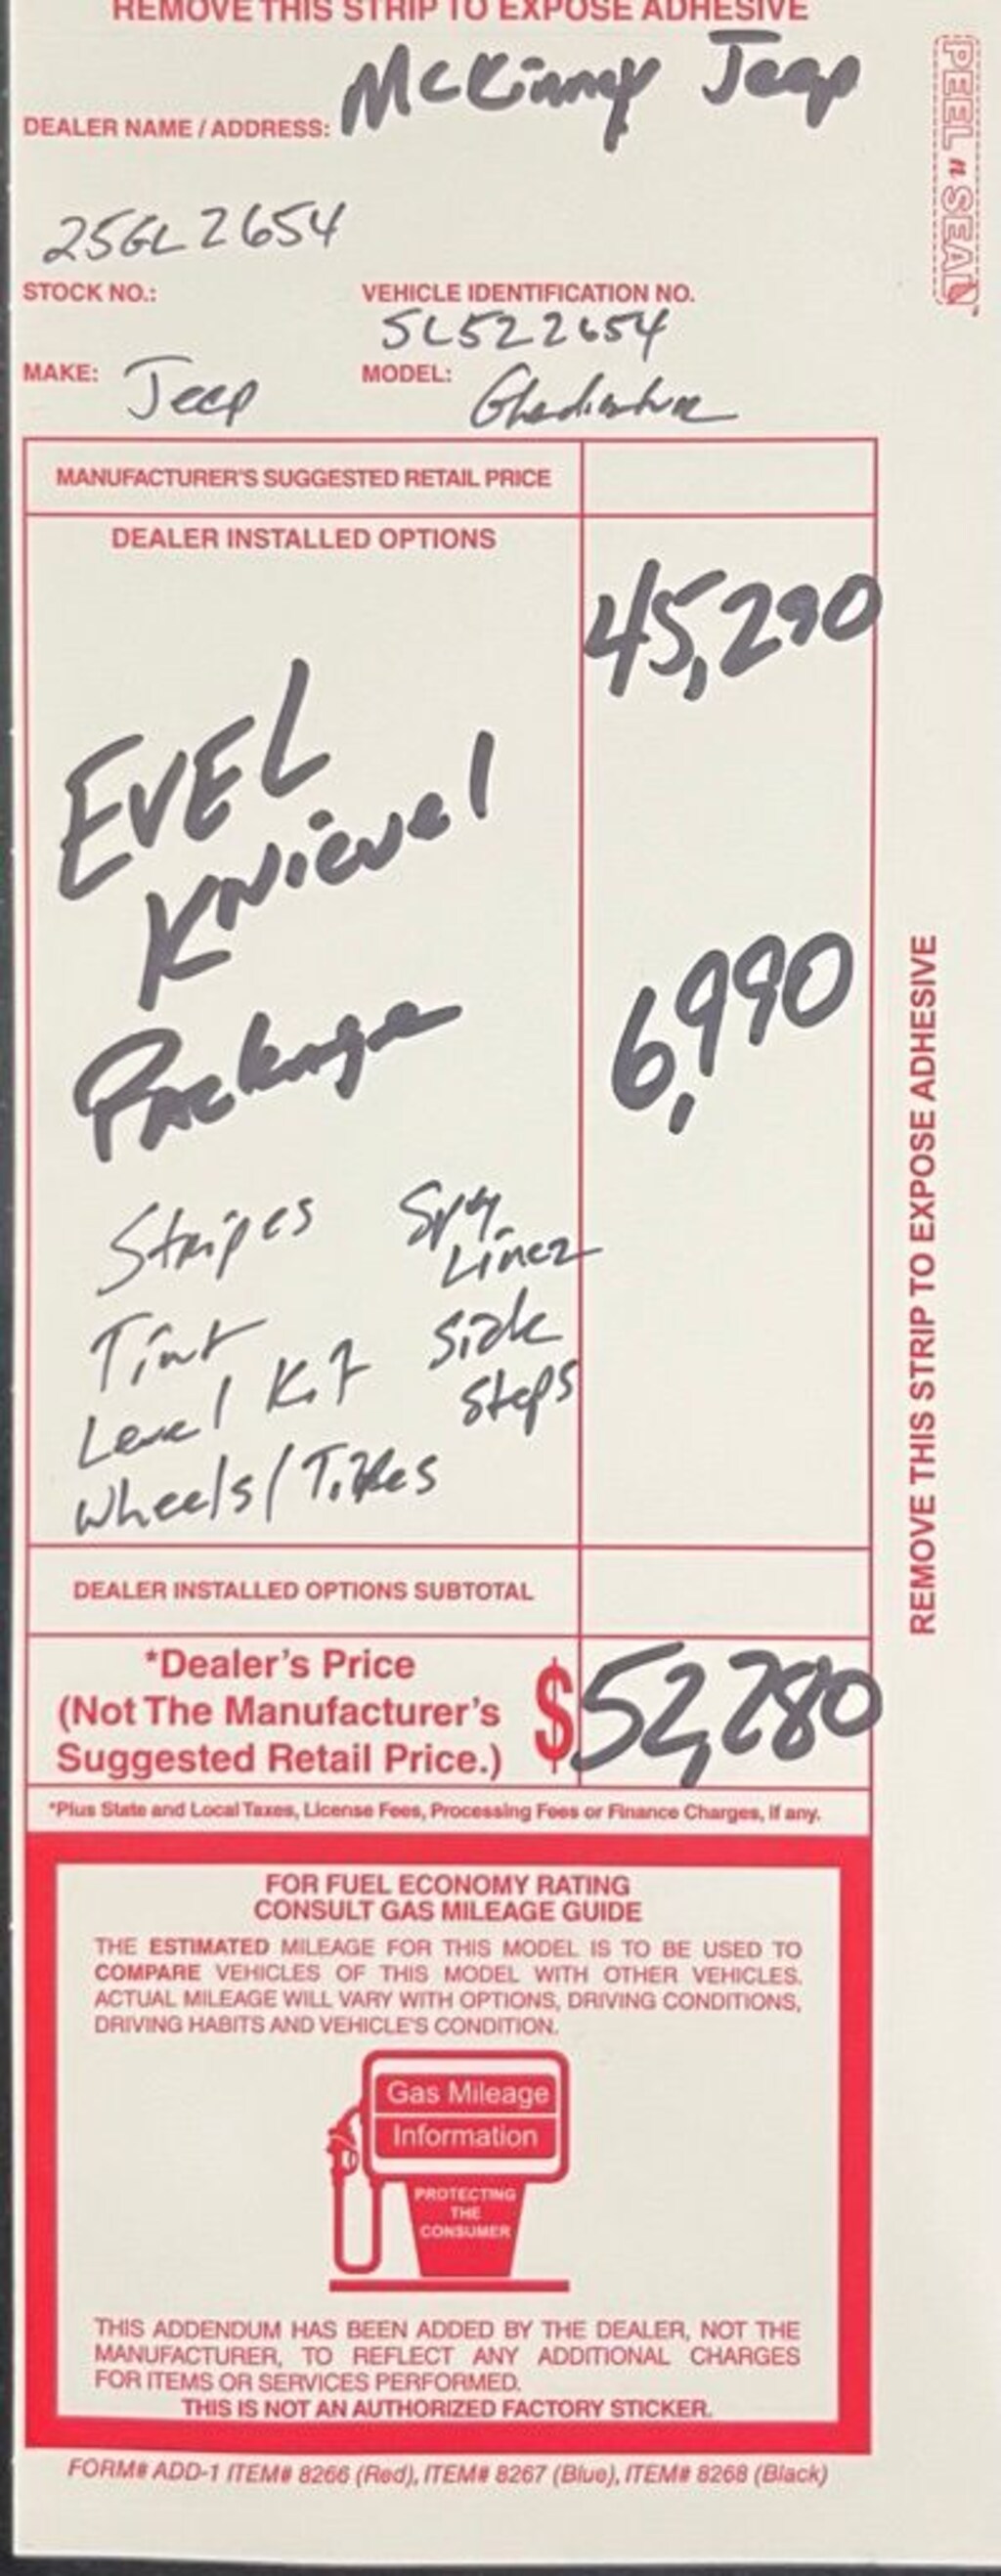 REMOVE THIS STRIP TO EXPOSE ADHESIVE
DEALER NAME / ADDRESS: McKinny Jeep
PEEL n SEAL™
25GL2654
STOCK NO.:
VEHICLE IDENTIFICATION NO.
SL522654
MAKE: Jeep
MODEL: Ghadiator
MANUFACTURER'S SUGGESTED RETAIL PRICE
DEALER INSTALLED OPTIONS
45,290
EVEL
KNievel
Package
6,990
Stripes
Spray
Liner
Tint
Side
Steps
Level Kit
Wheels/Tires
REMOVE THIS STRIP TO EXPOSE ADHESIVE
DEALER INSTALLED OPTIONS SUBTOTAL
*Dealer's Price
(Not The Manufacturer's
Suggested Retail Price.)
$52,280
*Plus State and Local Taxes, License Fees, Processing Fees or Finance Charges, if any.
FOR FUEL ECONOMY RATING
CONSULT GAS MILEAGE GUIDE
THE ESTIMATED MILEAGE FOR THIS MODEL IS TO BE USED TO
COMPARE VEHICLES OF THIS MODEL WITH OTHER VEHICLES.
ACTUAL MILEAGE WILL VARY WITH OPTIONS, DRIVING CONDITIONS,
DRIVING HABITS AND VEHICLE'S CONDITION.
Gas Mileage
Information
PROTECTING
THE
CONSUMER
THIS ADDENDUM HAS BEEN ADDED BY THE DEALER, NOT THE
MANUFACTURER, TO REFLECT ANY ADDITIONAL CHARGES
FOR ITEMS OR SERVICES PERFORMED.
THIS IS NOT AN AUTHORIZED FACTORY STICKER.
FORM# ADD-1 ITEM# 8266 (Red), ITEM# 8267 (Blue), ITEM# 8268 (Black)